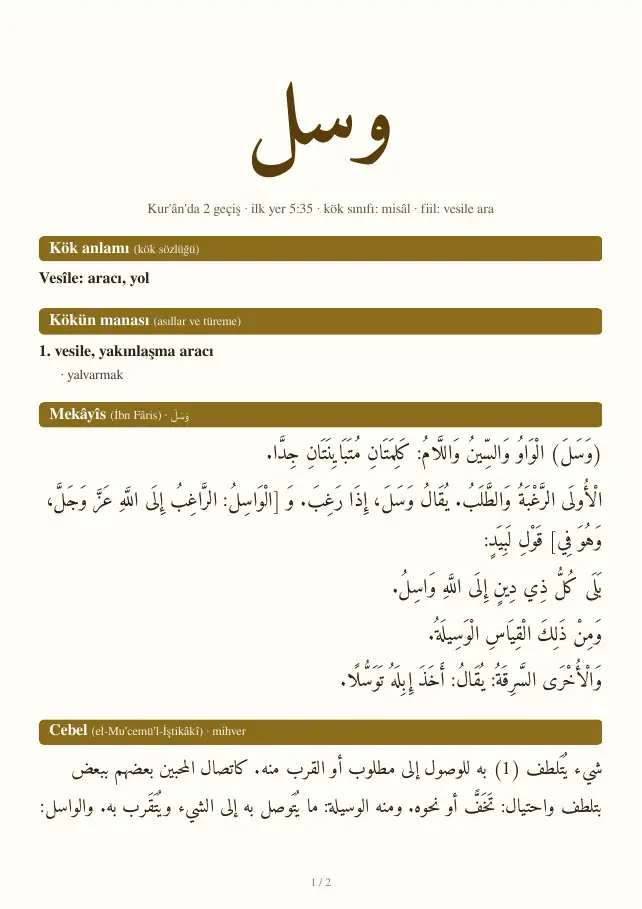 وسل
Kur'ân'da 2 geçiş · ilk yer 5:35 · kök sınıfı: misâl · fiil: vesile ara
Kök anlamı (kök sözlüğü)
Vesîle: aracı, yol
Kökün manası (asıllar ve türeme)
1. vesile, yakınlaşma aracı
· yalvarmak
Mekâyîs (İbn Fâris) · وَسَلَ
(وَسَلَ) الْوَاوُ وَالسِّينُ وَاللَّامُ: كَلِمَتَانِ مُتَبَايِنَتَانِ جِدًّا.
الْأُولَى الرَّغْبَةُ وَالطَّلَبُ. يُقَالُ وَسَلَ، إِذَا رَغِبَ. وَ [الْوَاسِلُ: الرَّاغِبُ إِلَى اللَّهِ عَزَّ وَجَلَّ،
وَهُوَ فِي] قَوْلِ لَبِيَدٍ:
بَلَى كُلُّ ذِي دِينٍ إِلَى اللَّهِ وَاسِلُ.
وَمِنْ ذَلِكَ الْقِيَاسِ الْوَسِيلَةُ.
وَالْأُخْرَى السَّرِقَةُ: يُقَالُ: أَخَذَ إِبِلَهُ تَوَسُّلًا.
Cebel (el-Mu'cemü'l-İştikâkî) · mihver
شيء يُتَلطف (1) به للوصول إلى مطلوب أو القرب منه. كاتصال المحبين بعضهم ببعض
بتلطف واحتيال: تَخَفَّ أو نحوه. ومنه الوسيلة: ما يُتَوصل به إلى الشيء ويُتَقَرب به. والواسل:
1 / 2